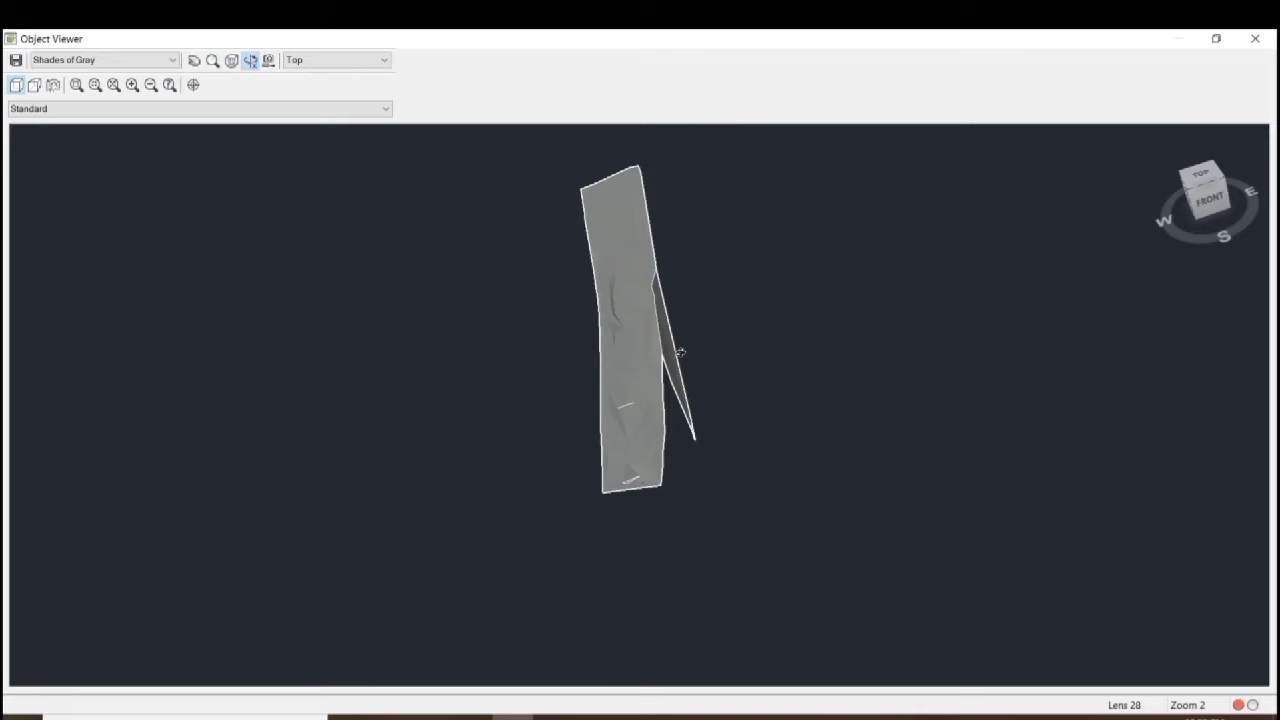 Object Viewer
Shades of Gray
Top
Standard
TOP
FRONT
W
E
S
Lens 28
Zoom 2